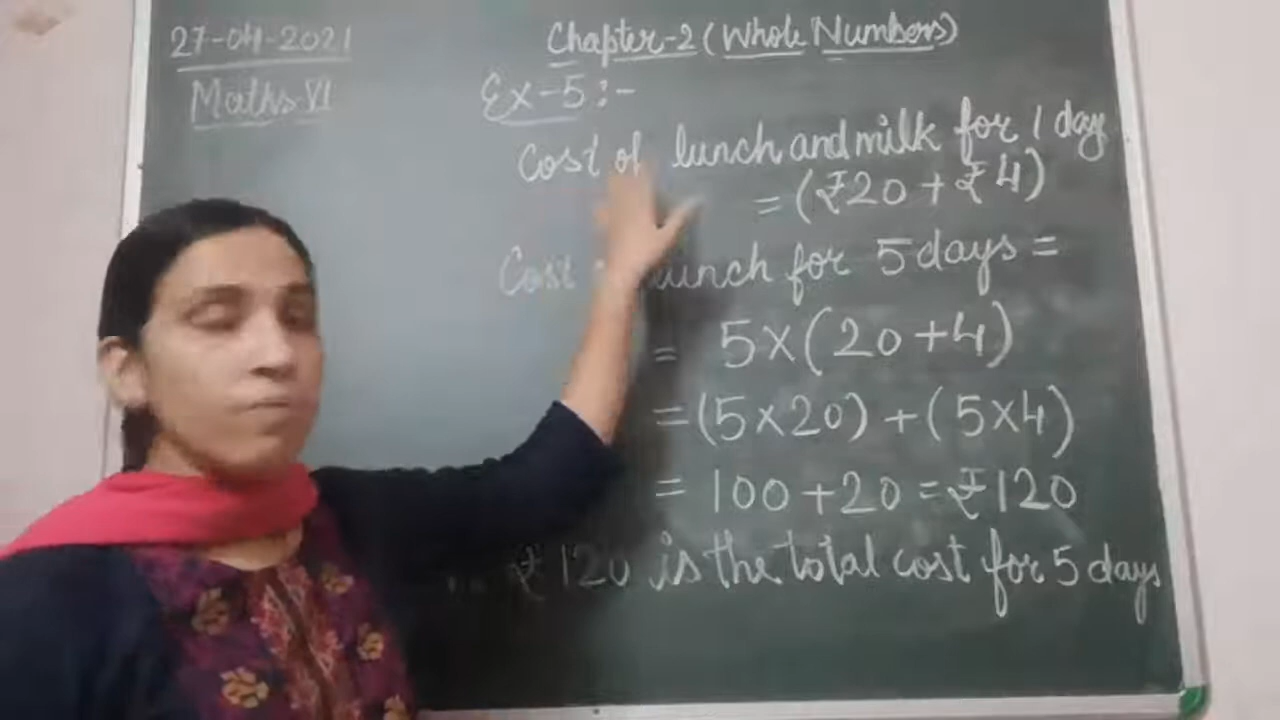 27-04-2021
Maths-VI
Chapter-2 (Whole Numbers)
Ex-5:-
Cost of lunch and milk for 1 day
= (₹20 + ₹4)
Cost lunch for 5 days =
= 5×(20+4)
= (5×20) + (5×4)
= 100+20 = ₹120
₹120 is the total cost for 5 days